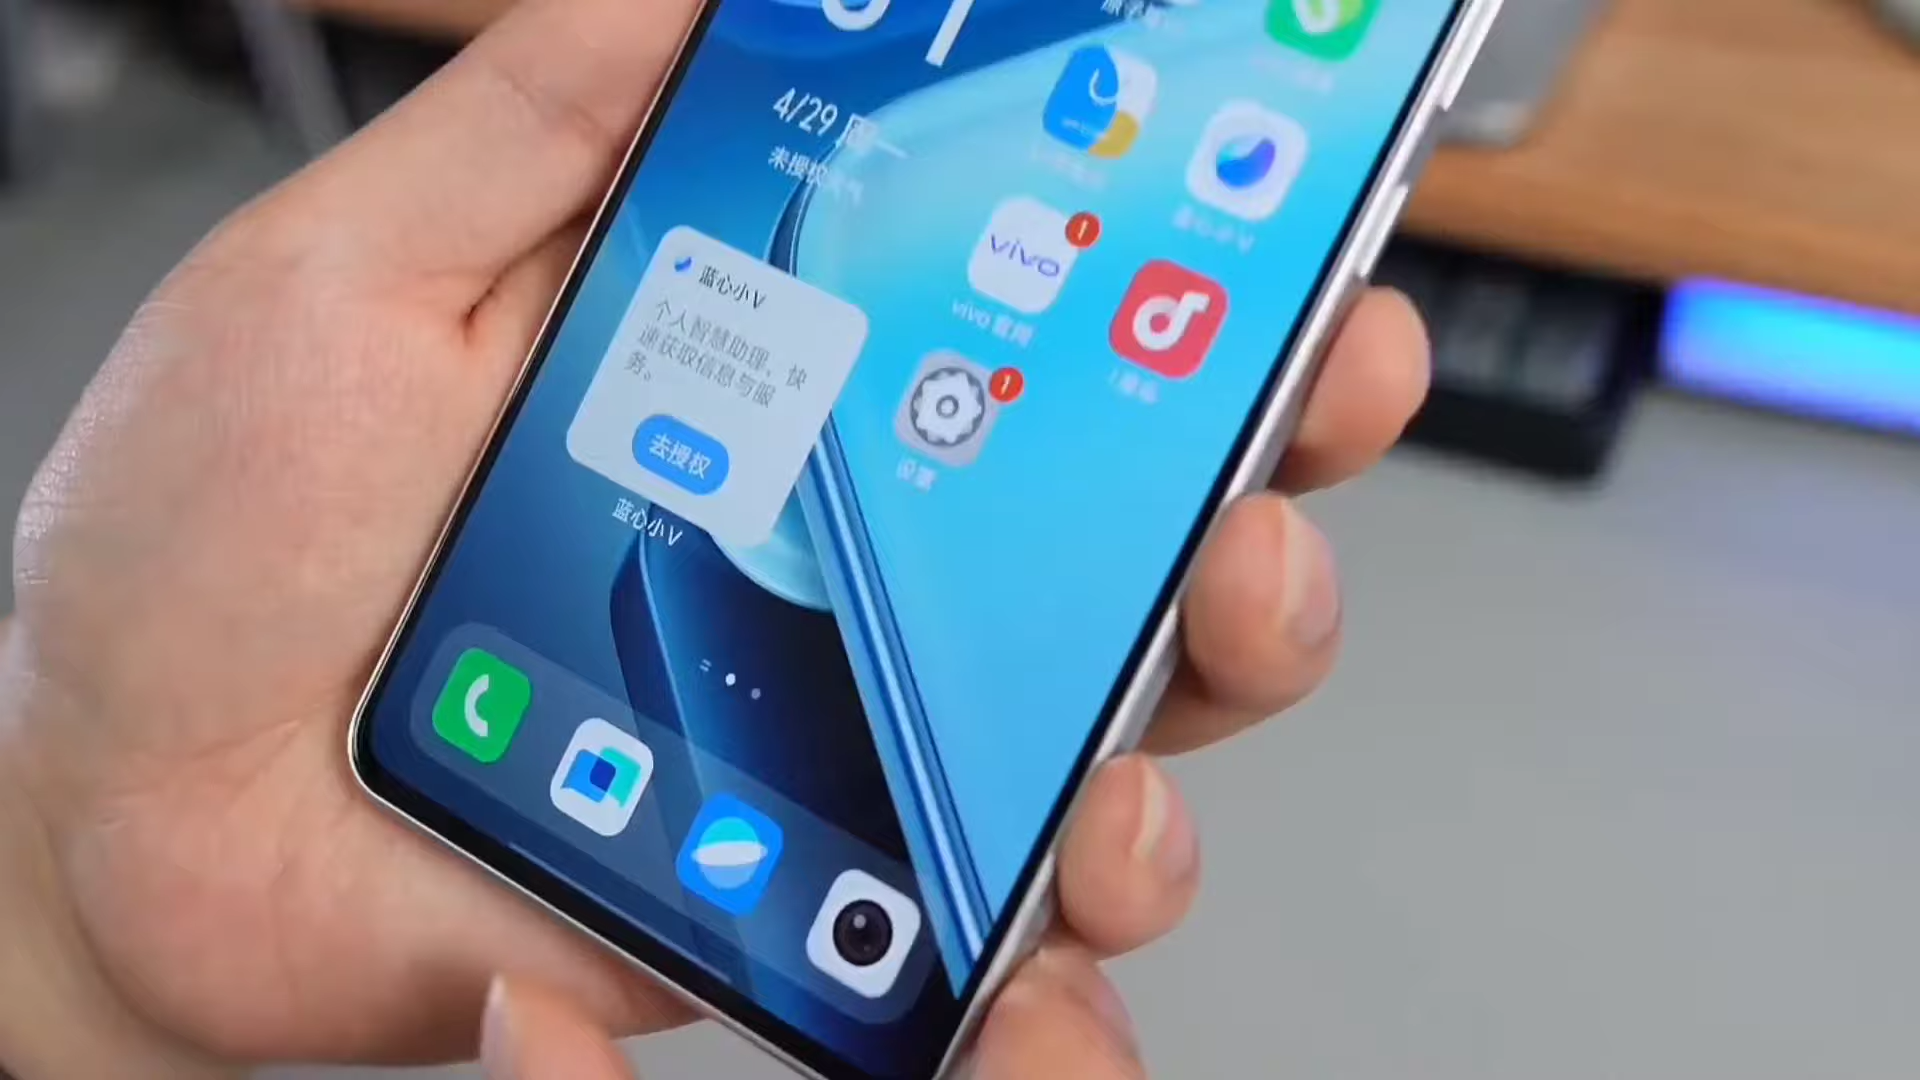 4/29 周一
未授权天气
vivo
1
vivo 官网
蓝心小V
个人智慧助理，快
速获取信息与服
务。
去授权
1
设置
蓝心小V